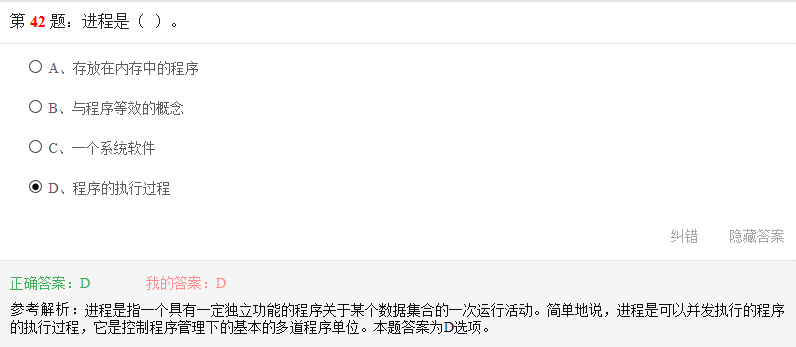 第 42 题：进程是（ ）。
A、存放在内存中的程序
B、与程序等效的概念
C、一个系统软件
D、程序的执行过程
纠错 隐藏答案
正确答案：D 我的答案：D
参考解析：进程是指一个具有一定独立功能的程序关于某个数据集合的一次运行活动。简单地说，进程是可以并发执行的程序
的执行过程，它是控制程序管理下的基本的多道程序单位。本题答案为D选项。